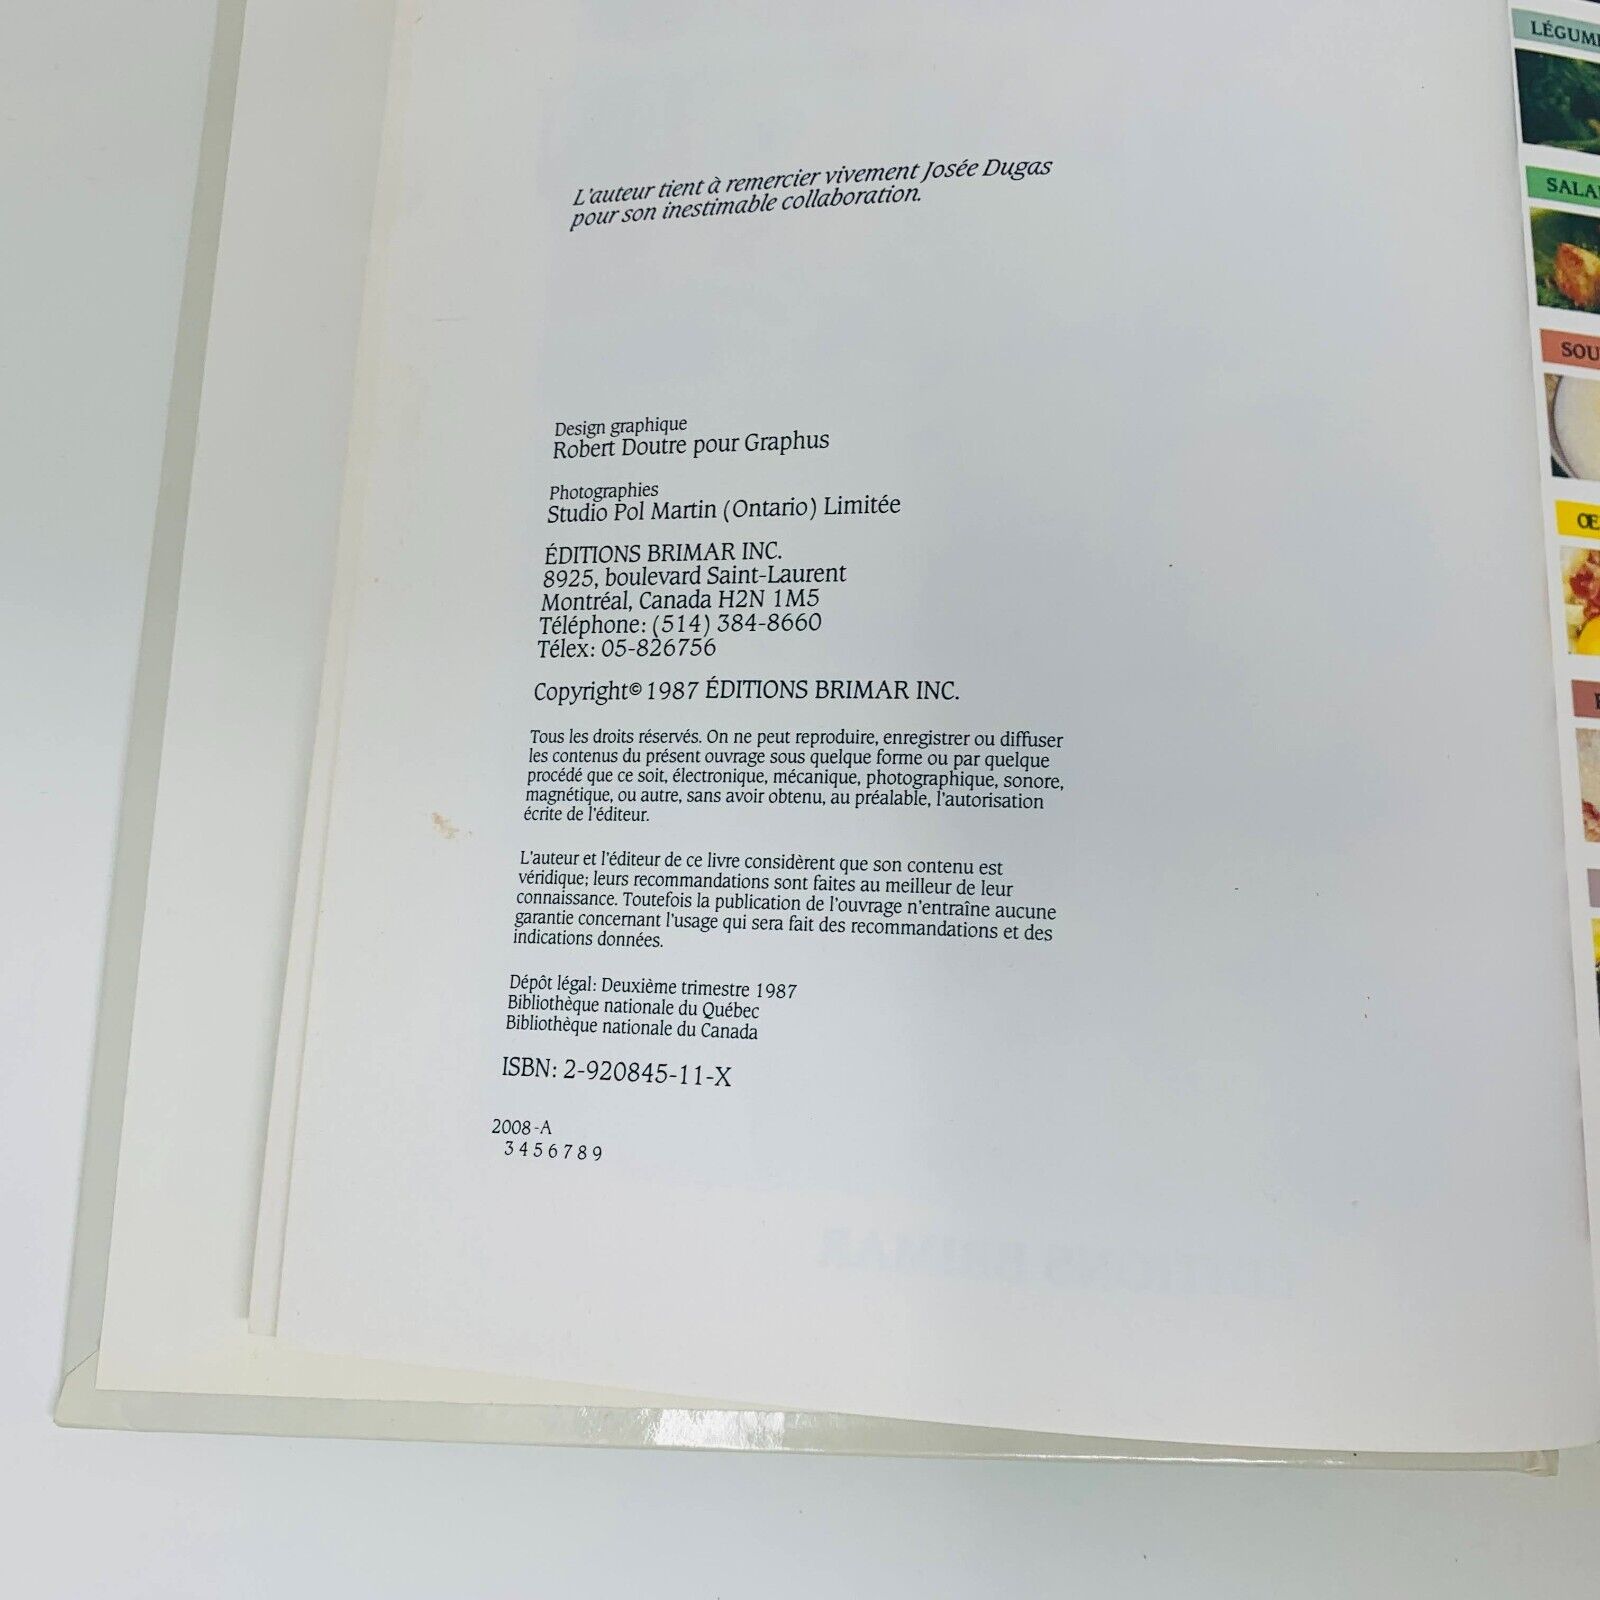 L'auteur tient à remercier vivement Josée Dugas
pour son inestimable collaboration.
Design graphique
Robert Doutre pour Graphus
Photographies
Studio Pol Martin (Ontario) Limitée
ÉDITIONS BRIMAR INC.
8925, boulevard Saint-Laurent
Montréal, Canada H2N 1M5
Téléphone: (514) 384-8660
Télex: 05-826756
Copyright© 1987 ÉDITIONS BRIMAR INC.
Tous les droits réservés. On ne peut reproduire, enregistrer ou diffuser
les contenus du présent ouvrage sous quelque forme ou par quelque
procédé que ce soit, électronique, mécanique, photographique, sonore,
magnétique, ou autre, sans avoir obtenu, au préalable, l'autorisation
écrite de l'éditeur.
L'auteur et l'éditeur de ce livre considèrent que son contenu est
véridique; leurs recommandations sont faites au meilleur de leur
connaissance. Toutefois la publication de l'ouvrage n'entraîne aucune
garantie concernant l'usage qui sera fait des recommandations et des
indications données.
Dépôt légal: Deuxième trimestre 1987
Bibliothèque nationale du Québec
Bibliothèque nationale du Canada
ISBN: 2-920845-11-X
2008-A
3 4 5 6 7 8 9